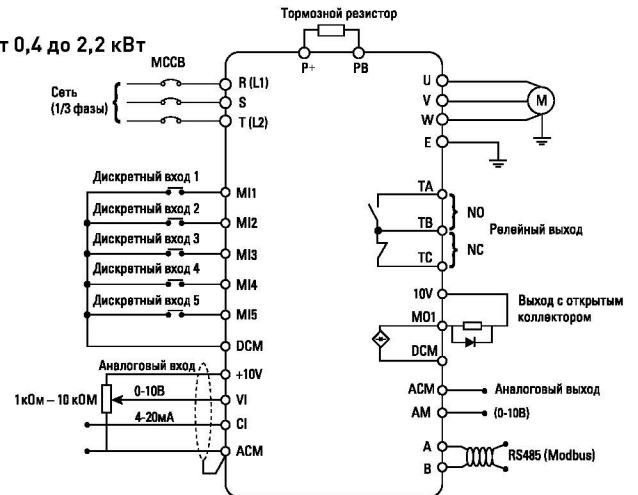 Тормозной резистор
т 0,4 до 2,2 кВт
P+
PB
MCCB
Сеть
(1/3 фазы)
R (L1)
S
T (L2)
U
V
W
E
M
Дискретный вход 1
MI1
Дискретный вход 2
MI2
Дискретный вход 3
MI3
Дискретный вход 4
MI4
Дискретный вход 5
MI5
DCM
TA
TB
TC
NO
NC
Релейный выход
10V
MO1
DCM
Выход с открытым
коллектором
Аналоговый вход
+10V
1кОм – 10 кОМ
0-10В
VI
4-20мА
CI
ACM
ACM
Аналоговый выход
AM
(0-10В)
A
B
RS485 (Modbus)